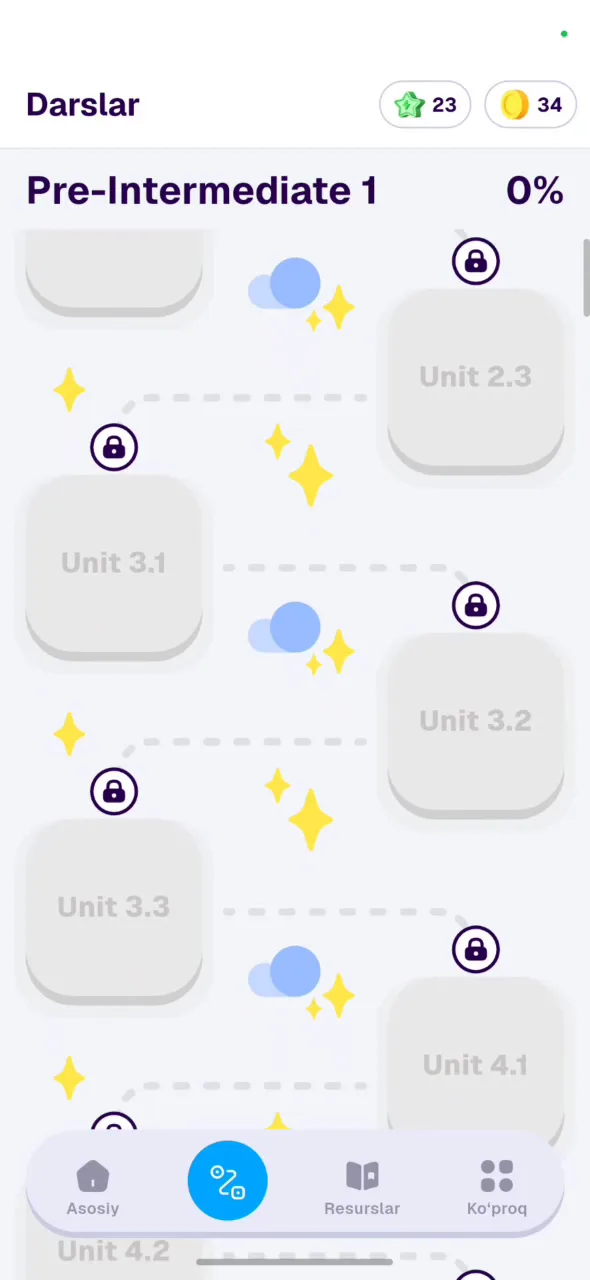 Darslar
23
34
Pre-Intermediate 1
0%
Unit 2.3
Unit 3.1
Unit 3.2
Unit 3.3
Unit 4.1
Asosiy
Resurslar
Ko‘proq
Unit 4.2